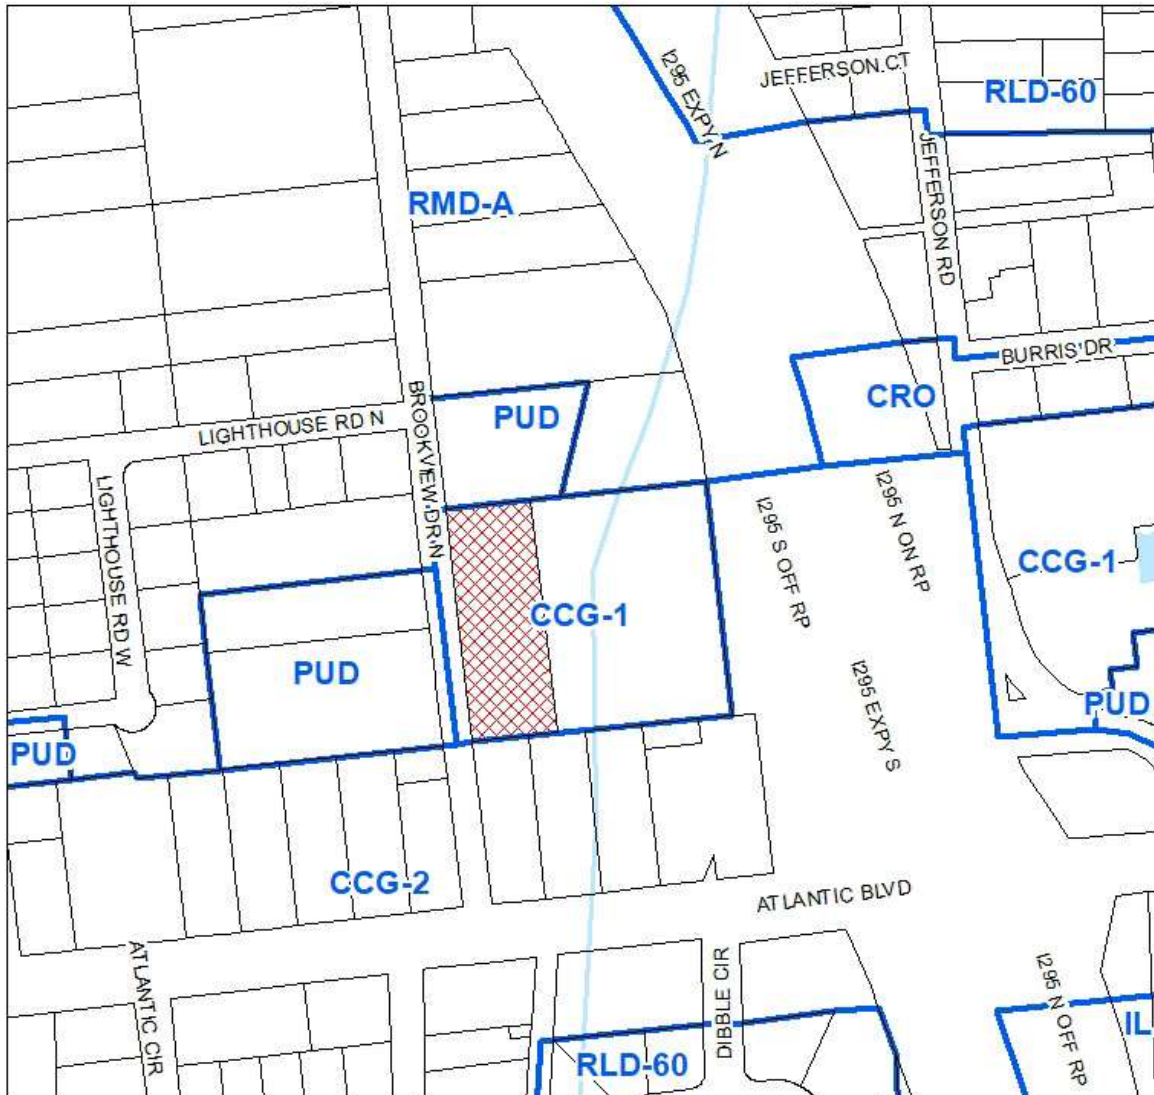 I295 EXPY N
JEFFERSON CT
RLD-60
JEFFERSON RD
RMD-A
BURRIS DR
CRO
BROOKVIEW DR N
PUD
LIGHTHOUSE RD N
LIGHTHOUSE RD W
I295 S OFF RP
I295 N ON RP
CCG-1
CCG-1
PUD
I295 EXPY S
PUD
PUD
CCG-2
ATLANTIC BLVD
ATLANTIC CIR
DIBBLE CIR
I295 N OFF RP
IL
RLD-60